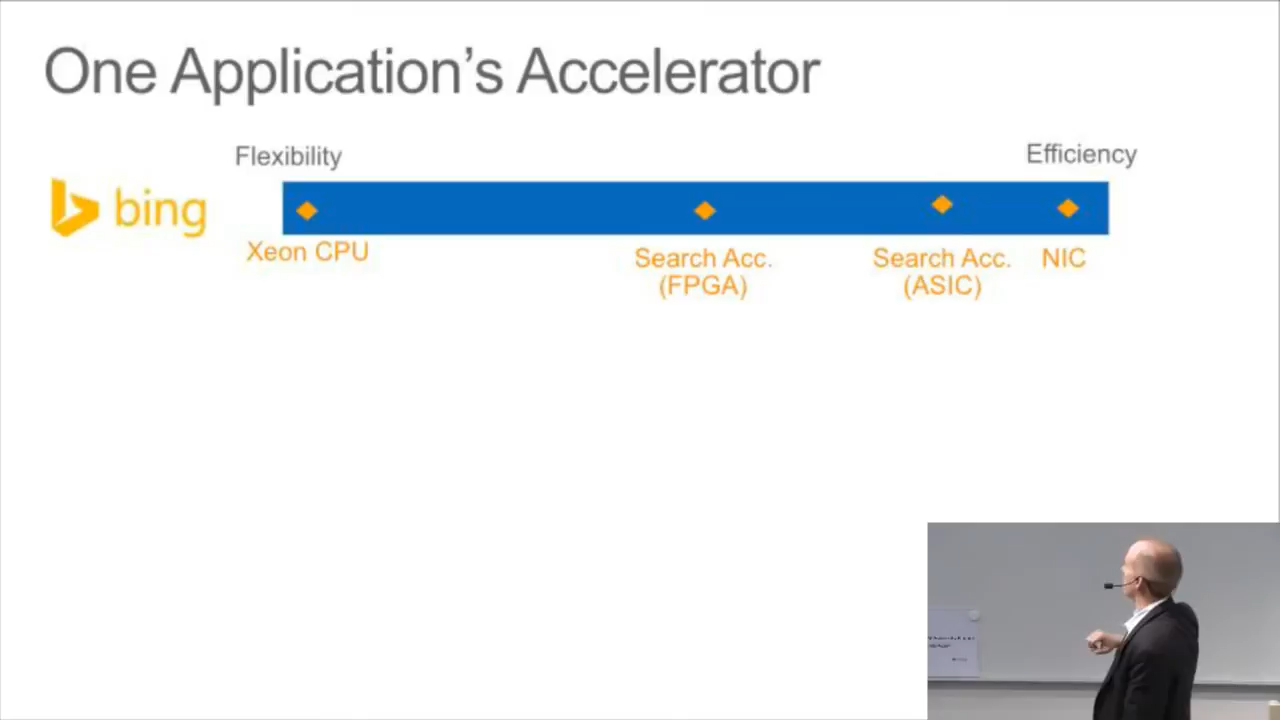 One Application's Accelerator
Flexibility
Efficiency
bing
Xeon CPU
Search Acc.
(FPGA)
Search Acc.
(ASIC)
NIC